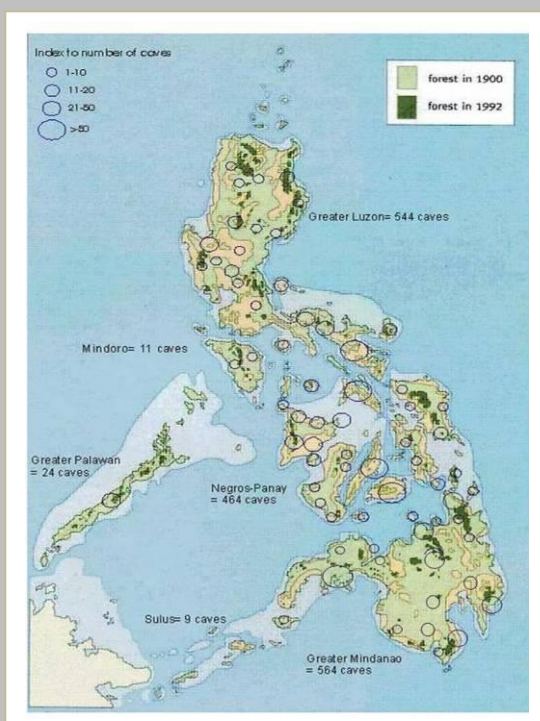 Index to number of caves
1-10
11-20
21-50
>50
forest in 1900
forest in 1992
Greater Luzon= 544 caves
Mindoro= 11 caves
Greater Palawan
= 24 caves
Negros-Panay
= 464 caves
Sulus= 9 caves
Greater Mindanao
= 564 caves